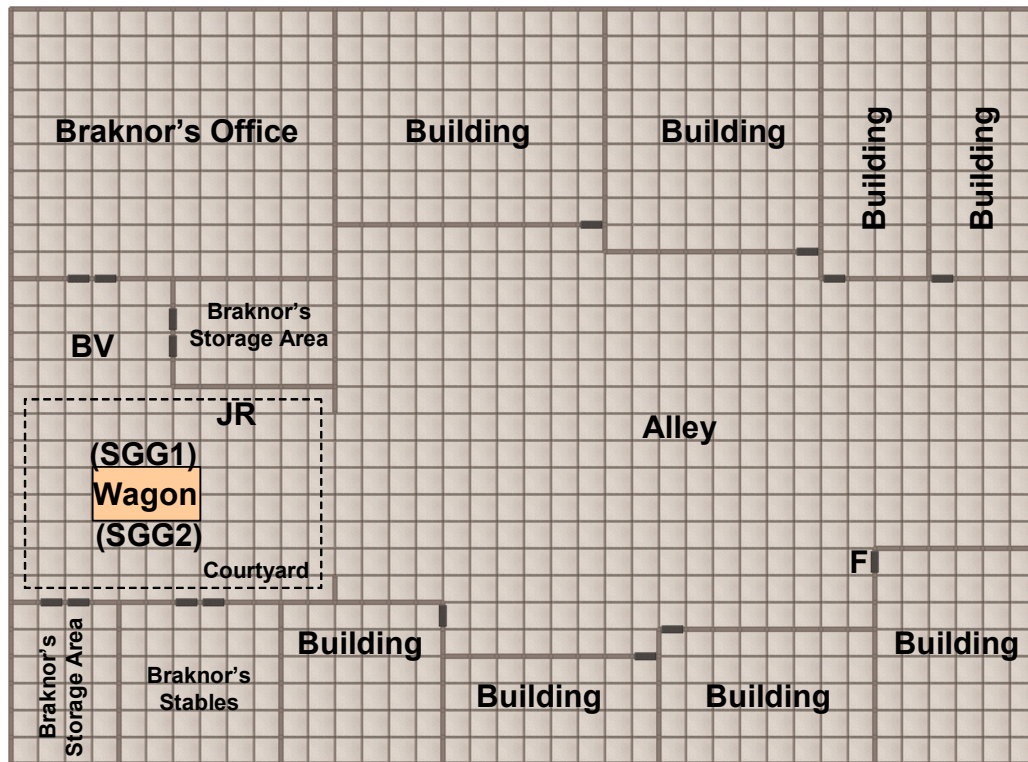 Braknor's Office
Building
Building
Building
Building
Braknor's
Storage Area
BV
JR
Alley
(SGG1)
Wagon
(SGG2)
Courtyard
F
Braknor's
Storage Area
Braknor's
Stables
Building
Building
Building
Building